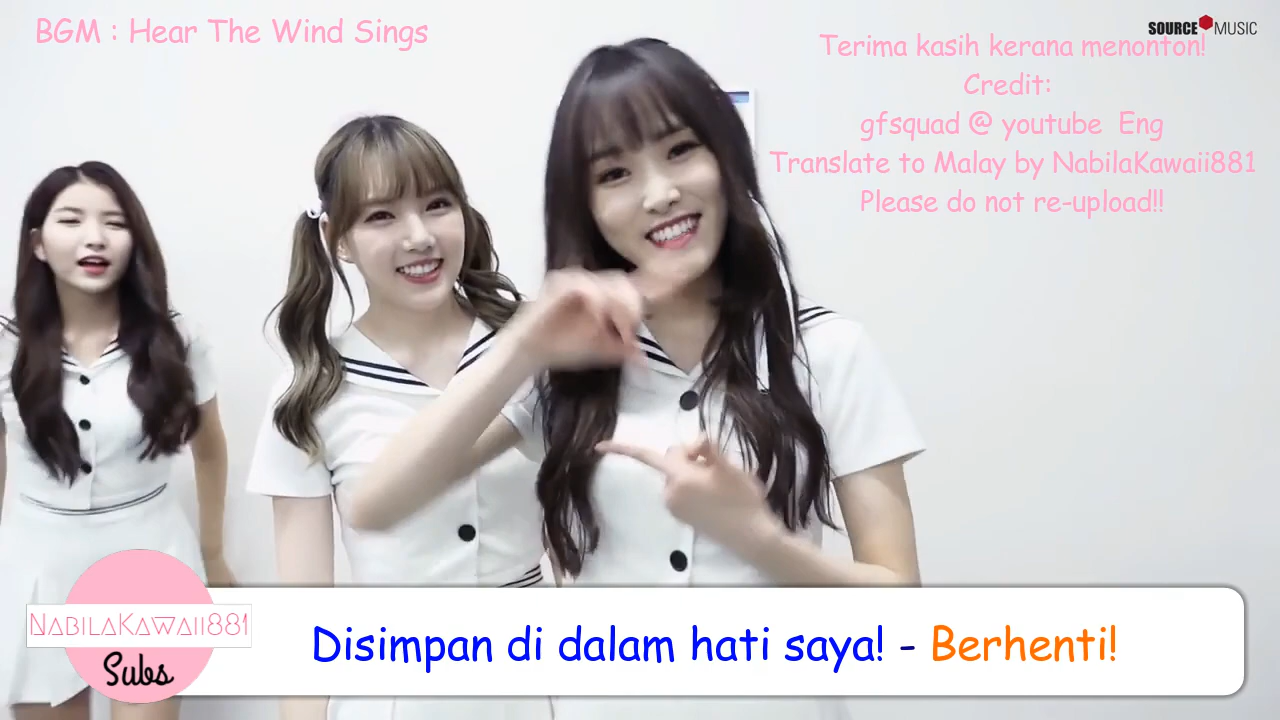 BGM : Hear The Wind Sings
SOURCE MUSIC
Terima kasih kerana menonton!
Credit:
gfsquad @ youtube Eng
Translate to Malay by NabilaKawaii881
Please do not re-upload!!
NabilaKawaii881
Subs
Disimpan di dalam hati saya! - Berhenti!